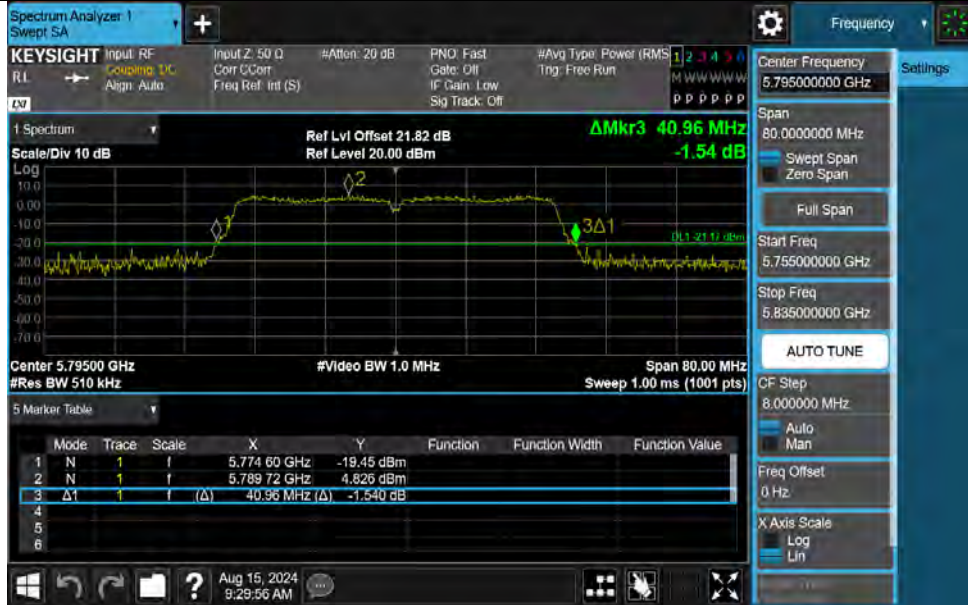 Spectrum Analyzer 1
Swept SA
+
Frequency
KEYSIGHT
RL
LXI
Input: RF
Coupling: DC
Align: Auto
Input Z: 50 Ω
Corr CCorr
Freq Ref: Int (S)
#Atten: 20 dB
PNO: Fast
Gate: Off
IF Gain: Low
Sig Track: Off
#Avg Type: Power (RMS
Trig: Free Run
1 2 3 4 5 6
M W W W W W
P P P P P P
1 Spectrum
Scale/Div 10 dB
Ref Lvl Offset 21.82 dB
Ref Level 20.00 dBm
ΔMkr3 40.96 MHz
-1.54 dB
Log
10.0
0.00
-10.0
-20.0
-30.0
-40.0
-50.0
-60.0
-70.0
1
2
3Δ1
DL1 -21.17 dBm
Center 5.79500 GHz
#Video BW 1.0 MHz
Span 80.00 MHz
#Res BW 510 kHz
Sweep 1.00 ms (1001 pts)
5 Marker Table
Mode Trace Scale X Y Function Function Width Function Value
1 N 1 f 5.774 60 GHz -19.45 dBm
2 N 1 f 5.789 72 GHz 4.826 dBm
3 Δ1 1 f (Δ) 40.96 MHz (Δ) -1.540 dB
4
5
6
Center Frequency
5.795000000 GHz
Settings
Span
80.0000000 MHz
Swept Span
Zero Span
Full Span
Start Freq
5.755000000 GHz
Stop Freq
5.835000000 GHz
AUTO TUNE
CF Step
8.000000 MHz
Auto
Man
Freq Offset
0 Hz
X Axis Scale
Log
Lin
?
Aug 15, 2024
9:29:56 AM